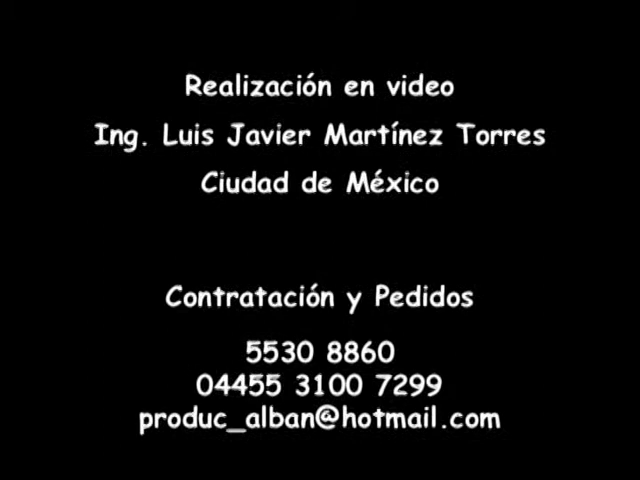 Realización en video
Ing. Luis Javier Martínez Torres
Ciudad de México
Contratación y Pedidos
5530 8860
04455 3100 7299
produc_alban@hotmail.com